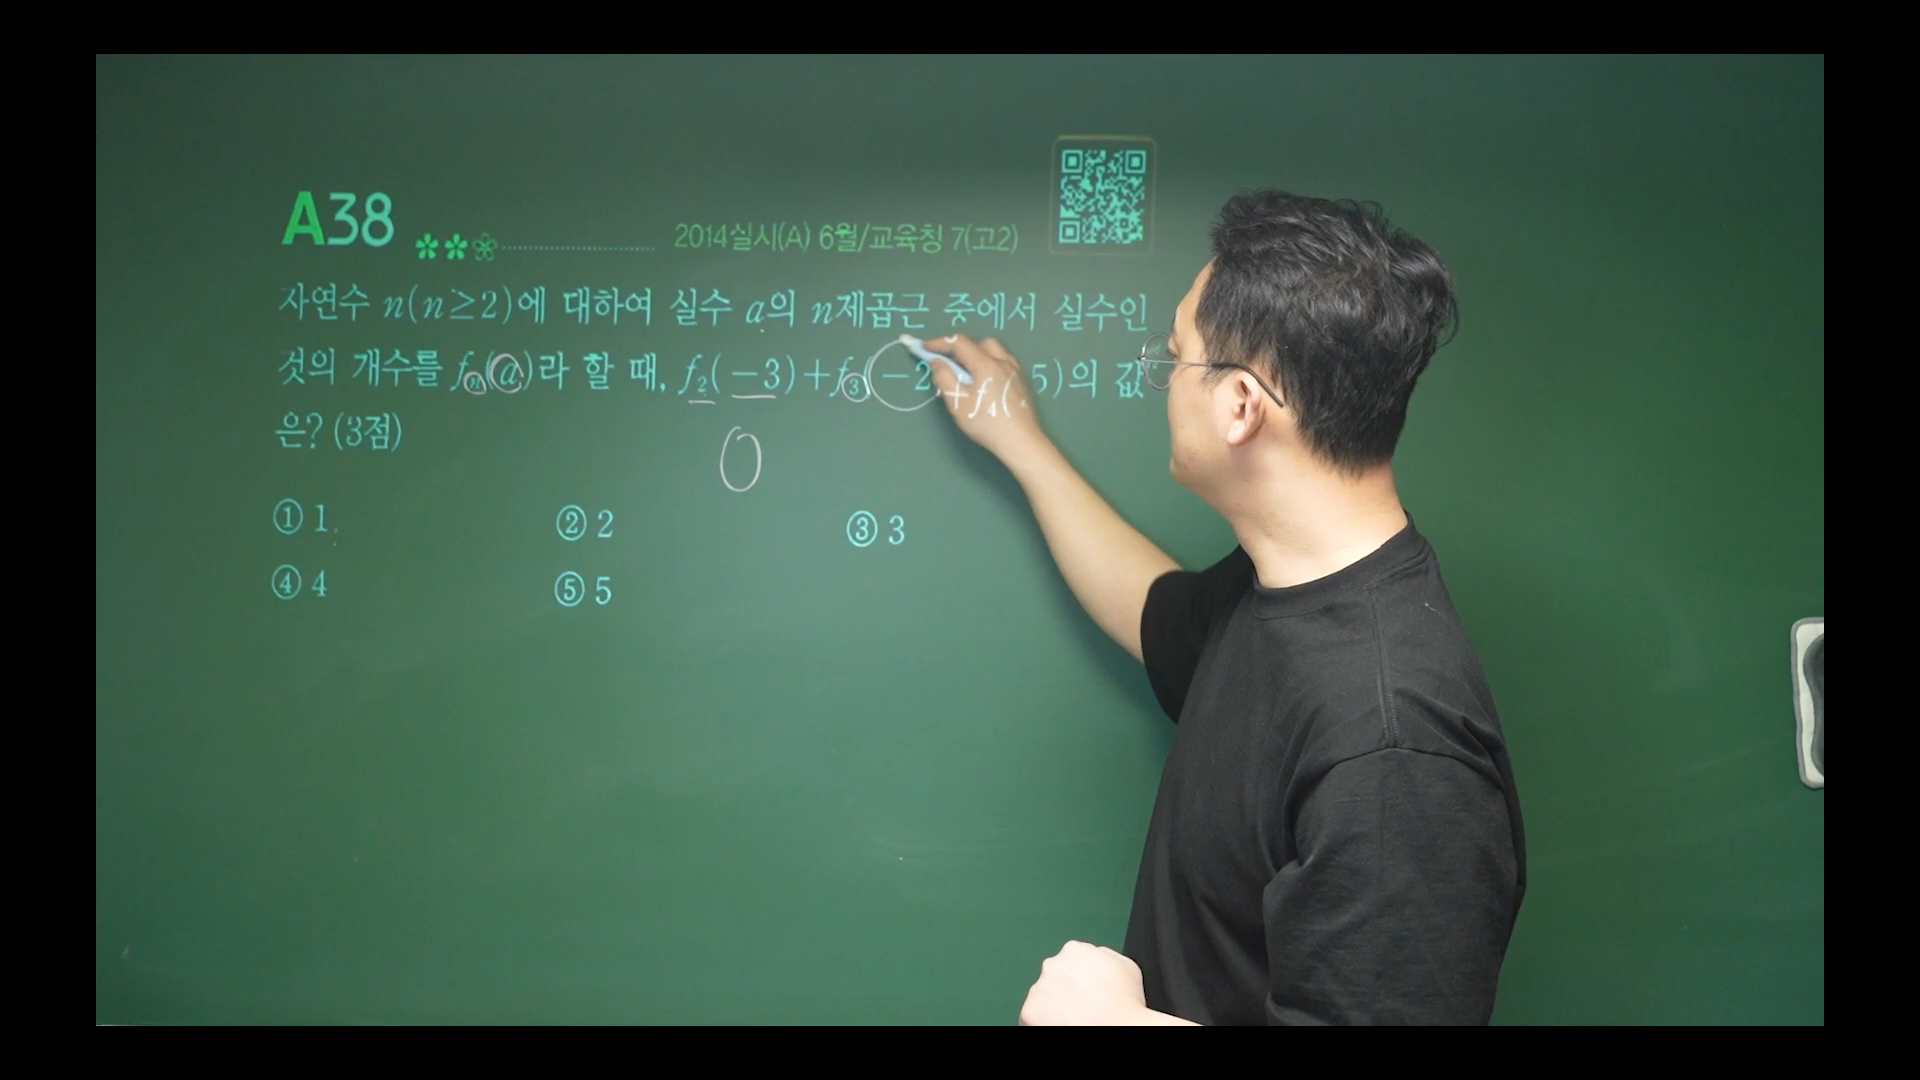 A38
2014실시(A) 6월/교육청 7(고2)
자연수 n(n≥2)에 대하여 실수 a의 n제곱근 중에서 실수인
것의 개수를 fₙ(a)라 할 때, f₂(-3)+f₃(-2 +f₄( 5)의 값
은? (3점)
0
① 1 ② 2 ③ 3
④ 4 ⑤ 5